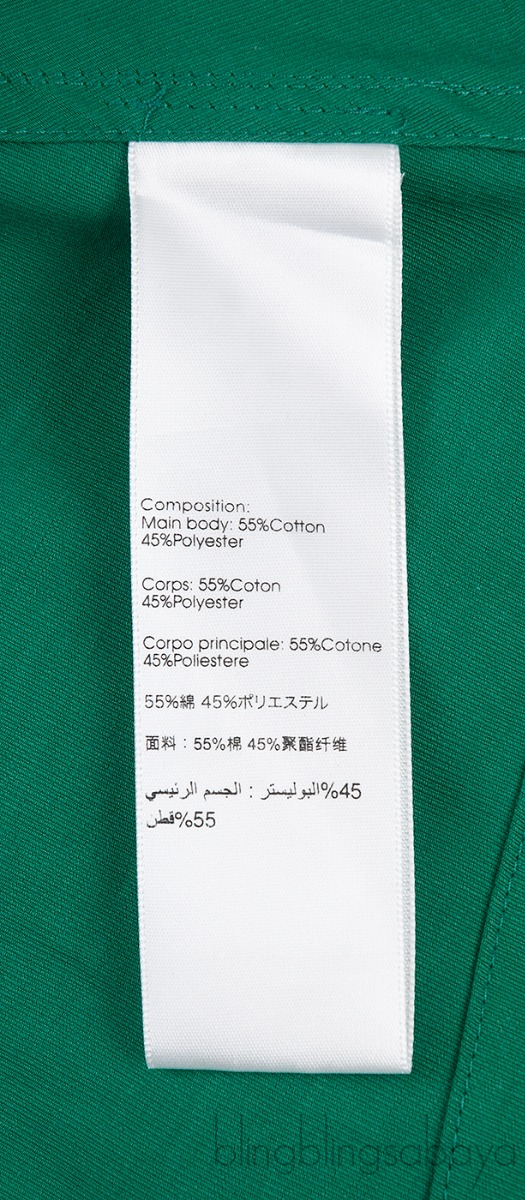 Composition:
Main body: 55%Cotton
45%Polyester
Corps: 55%Coton
45%Polyester
Corpo principale: 55%Cotone
45%Poliestere
55%綿 45%ポリエステル
面料：55%棉 45%聚酯纤维
45%البوليستر : الجسم الرئيسي
55%قطن
blingblingsabaya